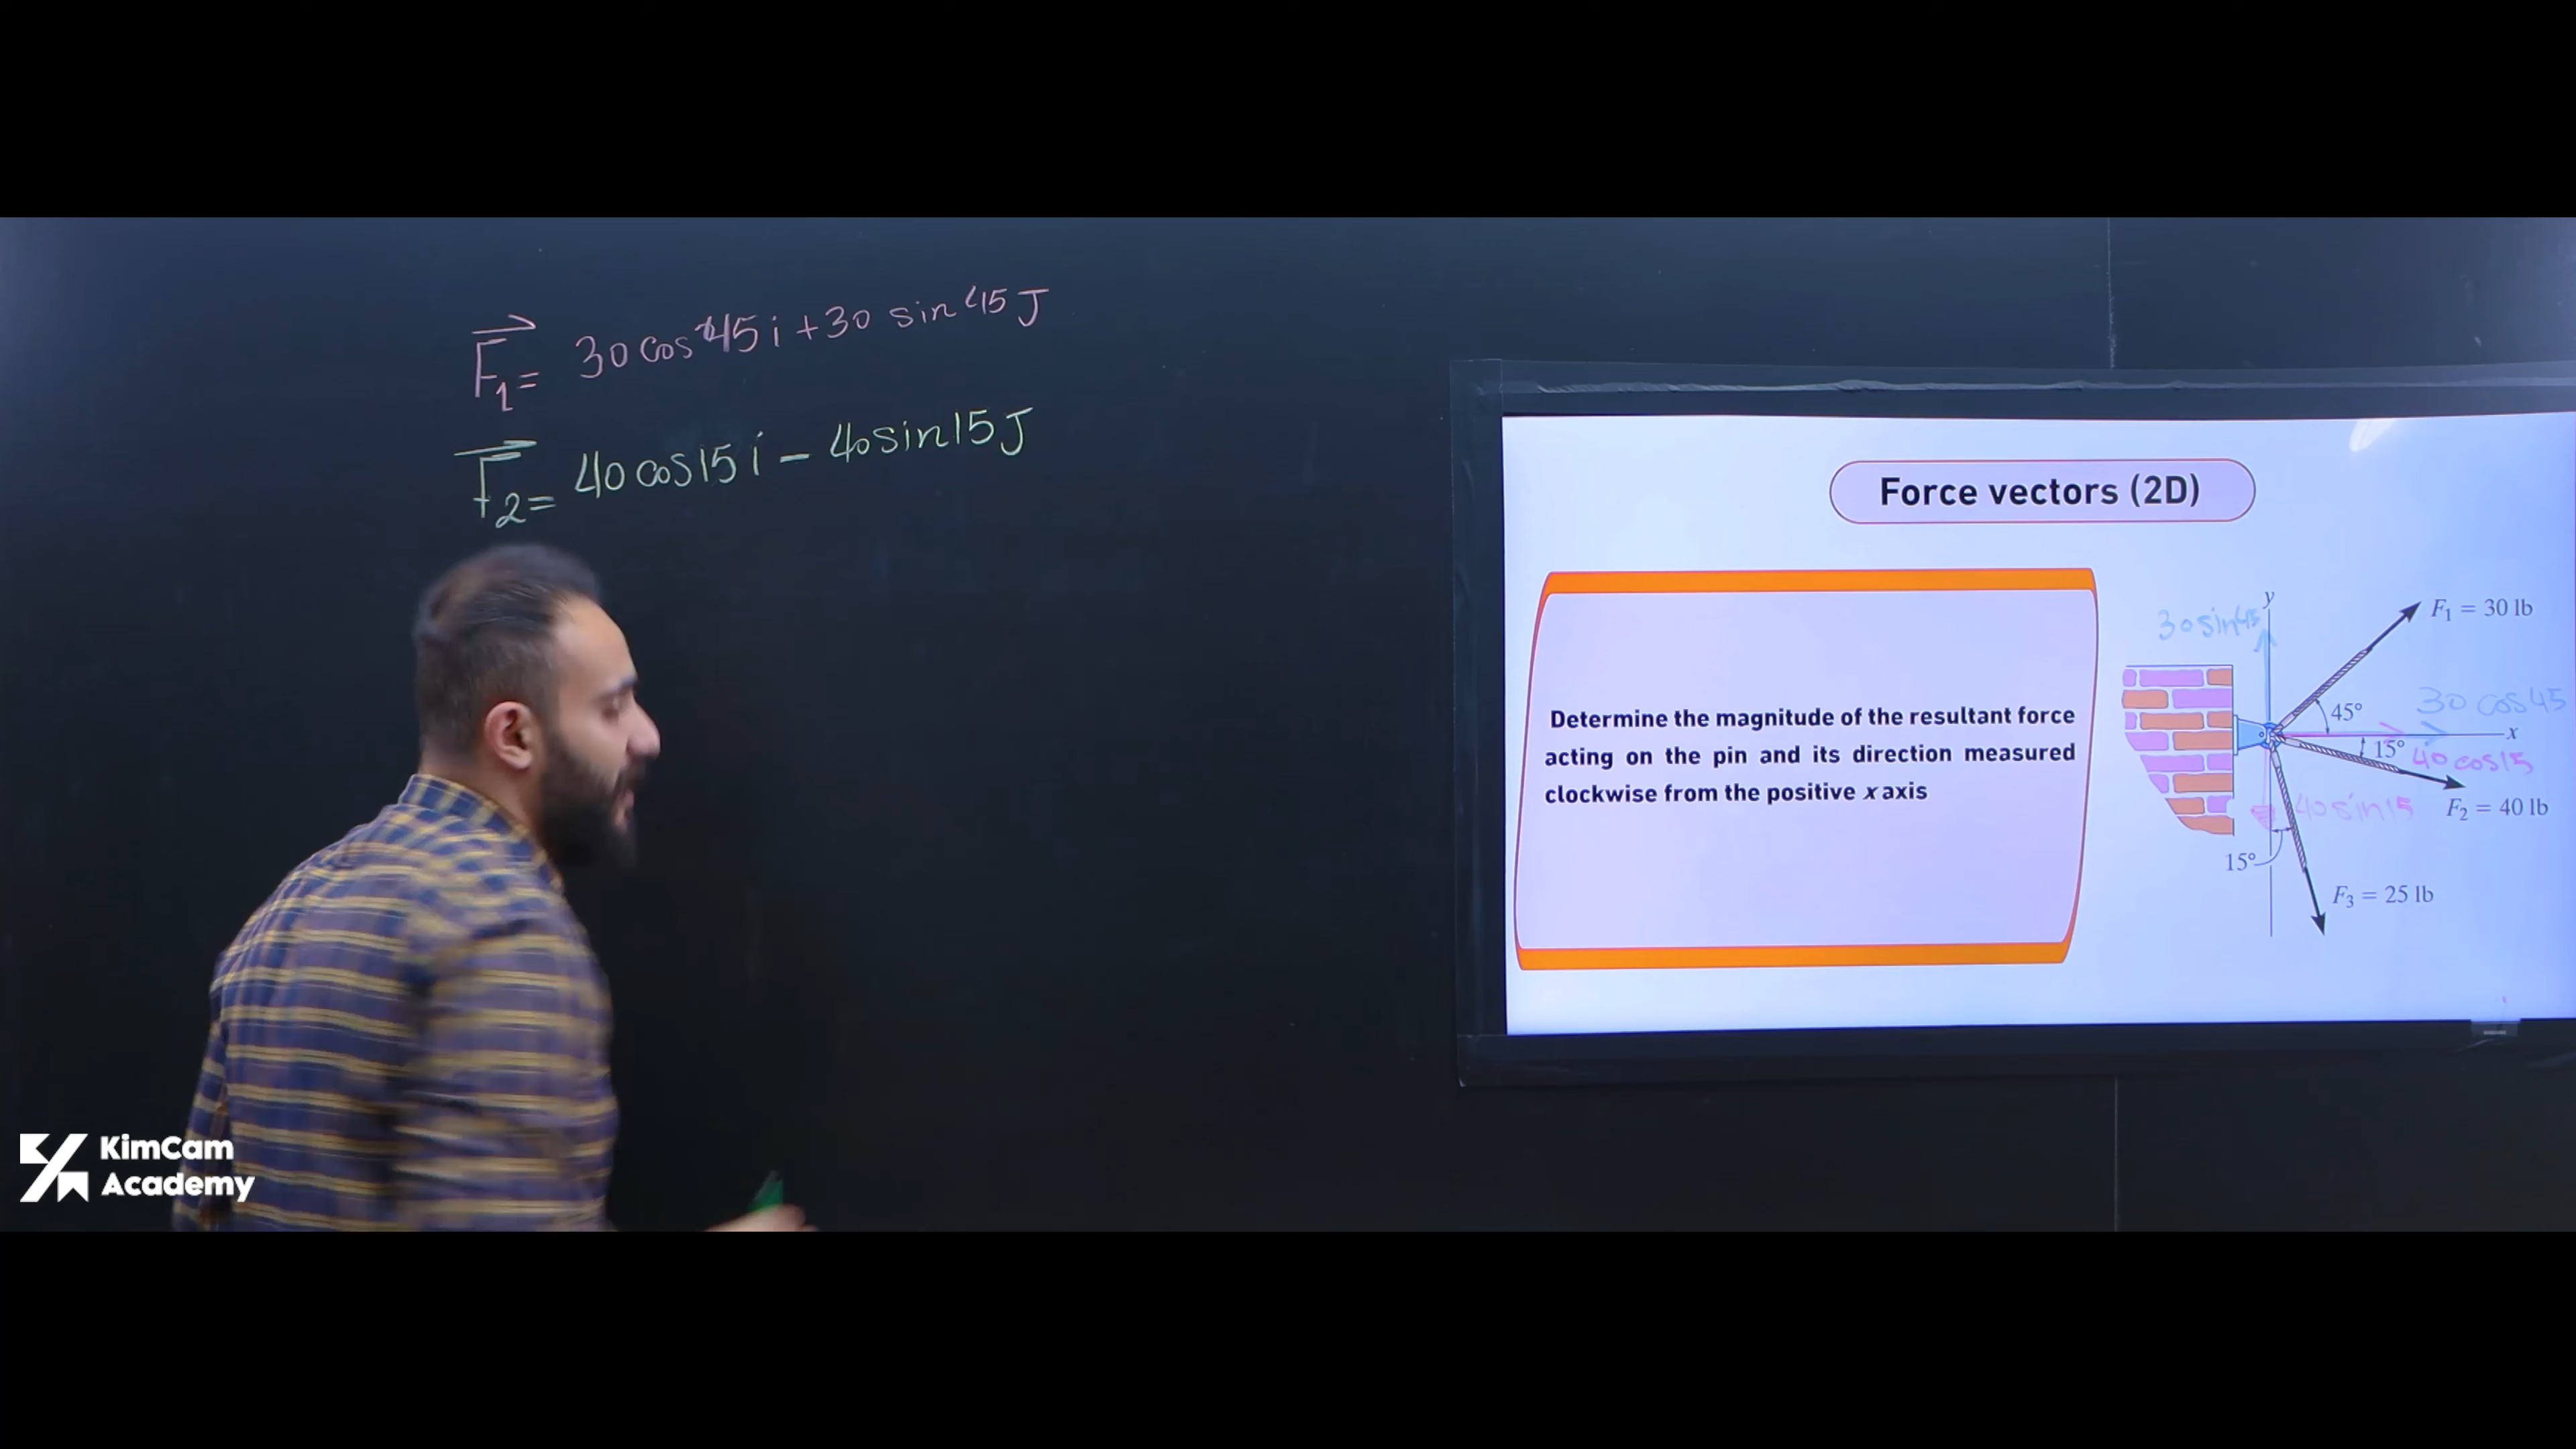 F₁= 30 cos 45 i + 30 sin 45 J
F₂= 40 cos 15 i − 40 sin 15 J
Force vectors (2D)
Determine the magnitude of the resultant force
acting on the pin and its direction measured
clockwise from the positive x axis
y
30 sin 45
F₁ = 30 lb
45°
30 cos 45
x
15°
40 cos 15
40 sin 15
F₂ = 40 lb
15°
F₃ = 25 lb
KimCam
Academy